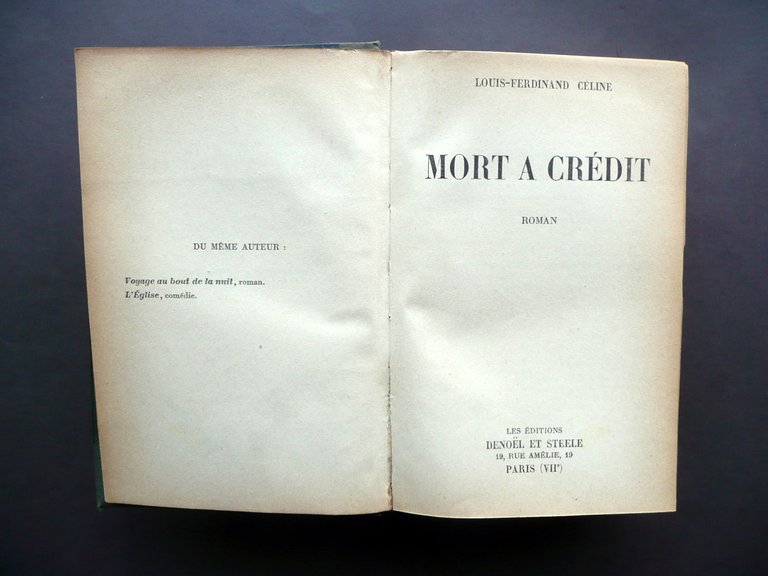 DU MÊME AUTEUR :
Voyage au bout de la nuit, roman.
L'Église, comédie.
LOUIS-FERDINAND CÉLINE
MORT A CRÉDIT
ROMAN
LES ÉDITIONS
DENOËL ET STEELE
19, RUE AMÉLIE, 19
PARIS (VIIe)